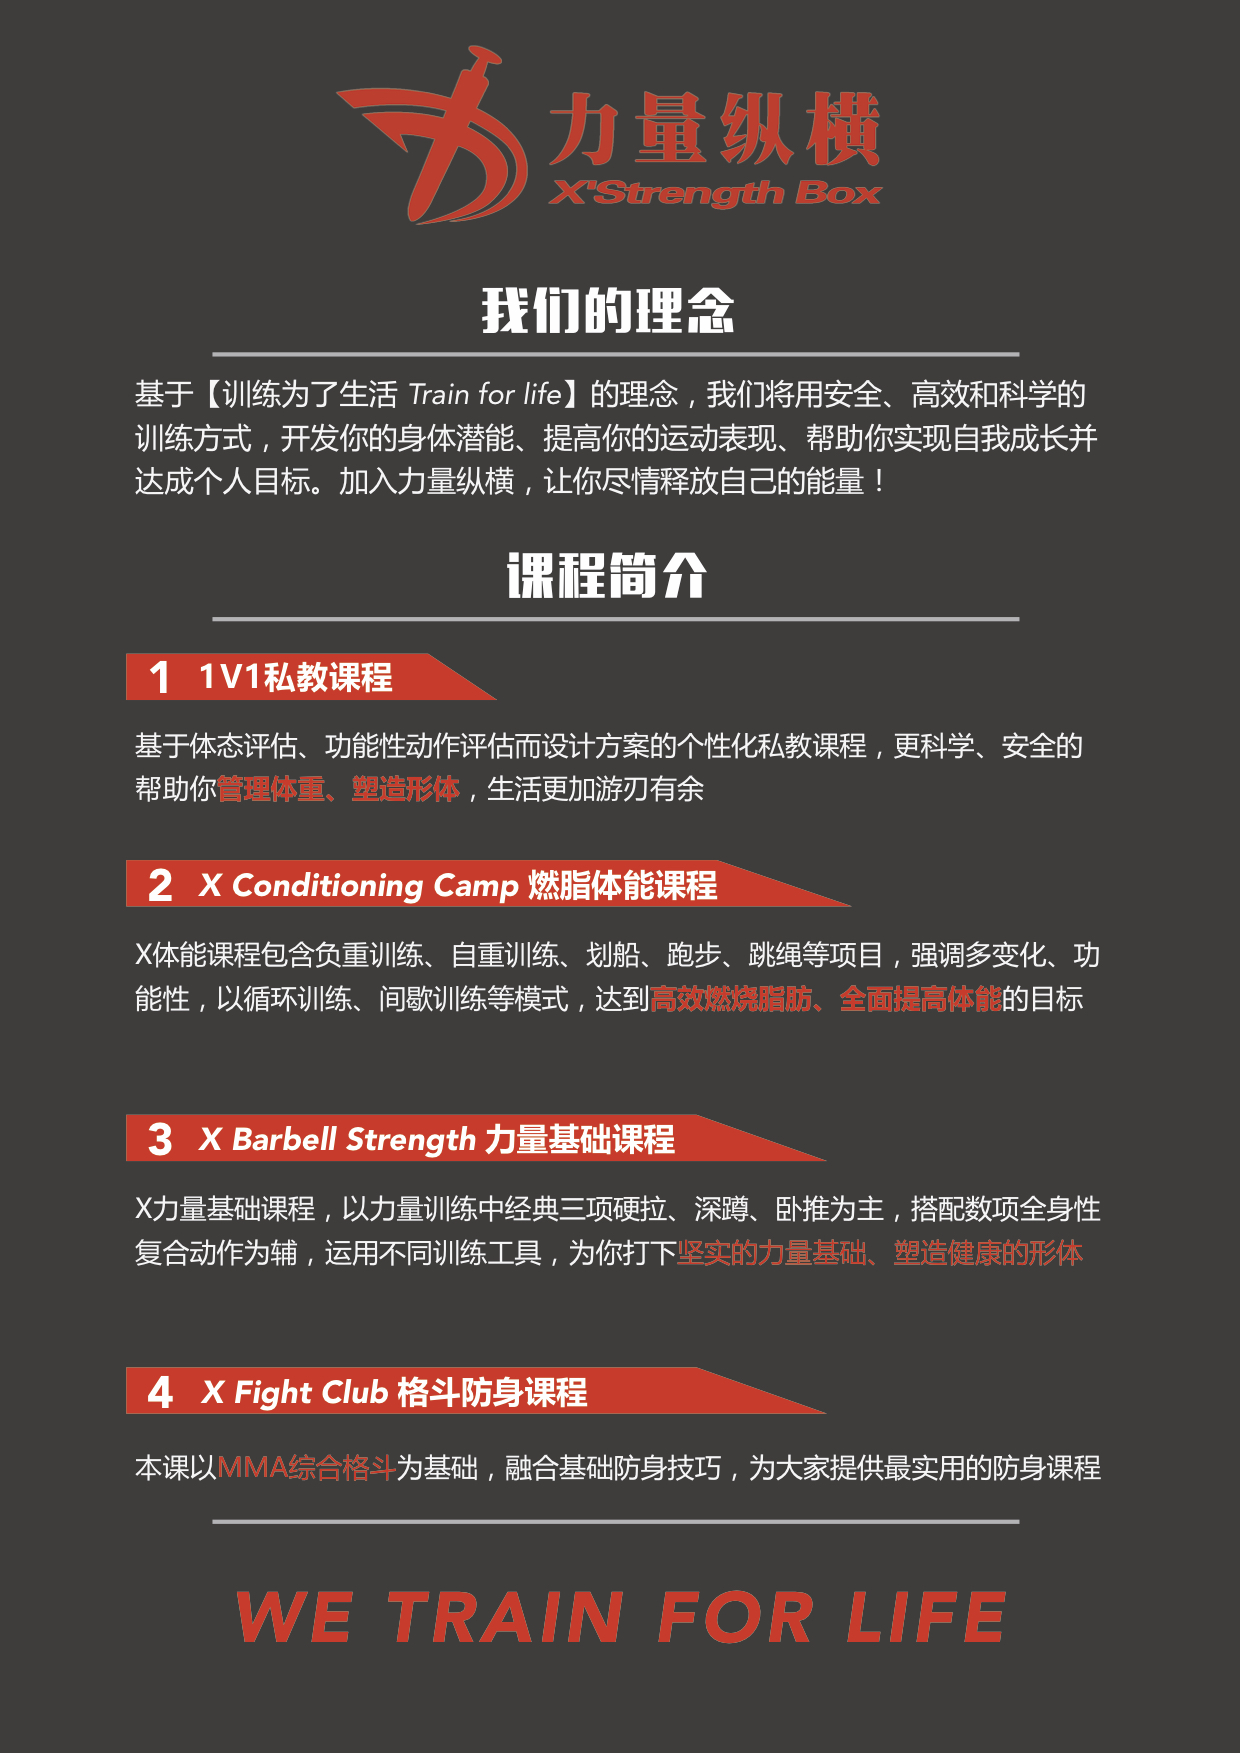 力量纵横
X'Strength Box
我们的理念
基于【训练为了生活 Train for life】的理念，我们将用安全、高效和科学的
训练方式，开发你的身体潜能、提高你的运动表现、帮助你实现自我成长并
达成个人目标。加入力量纵横，让你尽情释放自己的能量！
课程简介
1 1V1私教课程
基于体态评估、功能性动作评估而设计方案的个性化私教课程，更科学、安全的
帮助你管理体重、塑造形体，生活更加游刃有余
2 X Conditioning Camp 燃脂体能课程
X体能课程包含负重训练、自重训练、划船、跑步、跳绳等项目，强调多变化、功
能性，以循环训练、间歇训练等模式，达到高效燃烧脂肪、全面提高体能的目标
3 X Barbell Strength 力量基础课程
X力量基础课程，以力量训练中经典三项硬拉、深蹲、卧推为主，搭配数项全身性
复合动作为辅，运用不同训练工具，为你打下坚实的力量基础、塑造健康的形体
4 X Fight Club 格斗防身课程
本课以MMA综合格斗为基础，融合基础防身技巧，为大家提供最实用的防身课程
WE TRAIN FOR LIFE